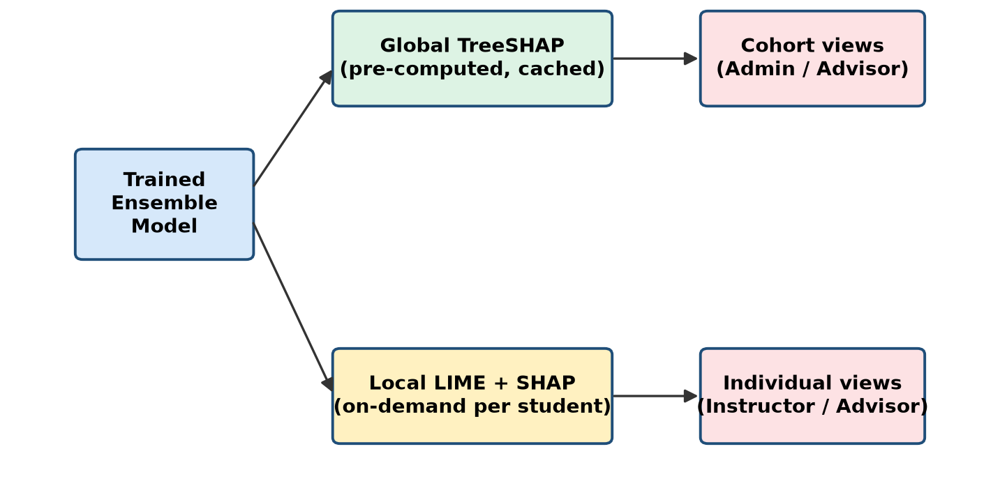 Global TreeSHAP
(pre-computed, cached)
Cohort views
(Admin / Advisor)
Trained
Ensemble
Model
Local LIME + SHAP
(on-demand per student)
Individual views
(Instructor / Advisor)